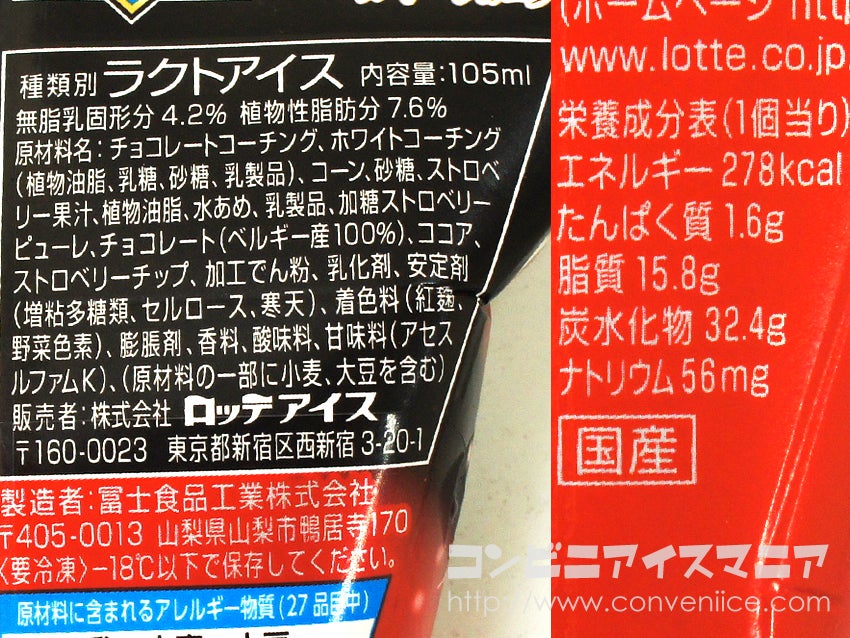 種類別 ラクトアイス 内容量:105ml
無脂乳固形分 4.2% 植物性脂肪分 7.6%
原材料名:チョコレートコーチング、ホワイトコーチング
(植物油脂、乳糖、砂糖、乳製品)、コーン、砂糖、ストロベ
リー果汁、植物油脂、水あめ、乳製品、加糖ストロベリー
ピューレ、チョコレート(ベルギー産100%)、ココア、
ストロベリーチップ、加工でん粉、乳化剤、安定剤
(増粘多糖類、セルロース、寒天)、着色料(紅麹、
野菜色素)、膨脹剤、香料、酸味料、甘味料(アセス
ルファムK)、(原材料の一部に小麦、大豆を含む)
販売者:株式会社 ロッテアイス
〒160-0023 東京都新宿区西新宿3-20-1
製造者:冨士食品工業株式会社
〒405-0013 山梨県山梨市鴨居寺170
〈要冷凍〉-18℃以下で保存してください。
原材料に含まれるアレルギー物質(27品目中)
(ホームページ
www.lotte.co.jp
栄養成分表(1個当り)
エネルギー 278kcal
たんぱく質 1.6g
脂質 15.8g
炭水化物 32.4g
ナトリウム 56mg
国産
コンビニアイスマニア
http://www.conveniice.com